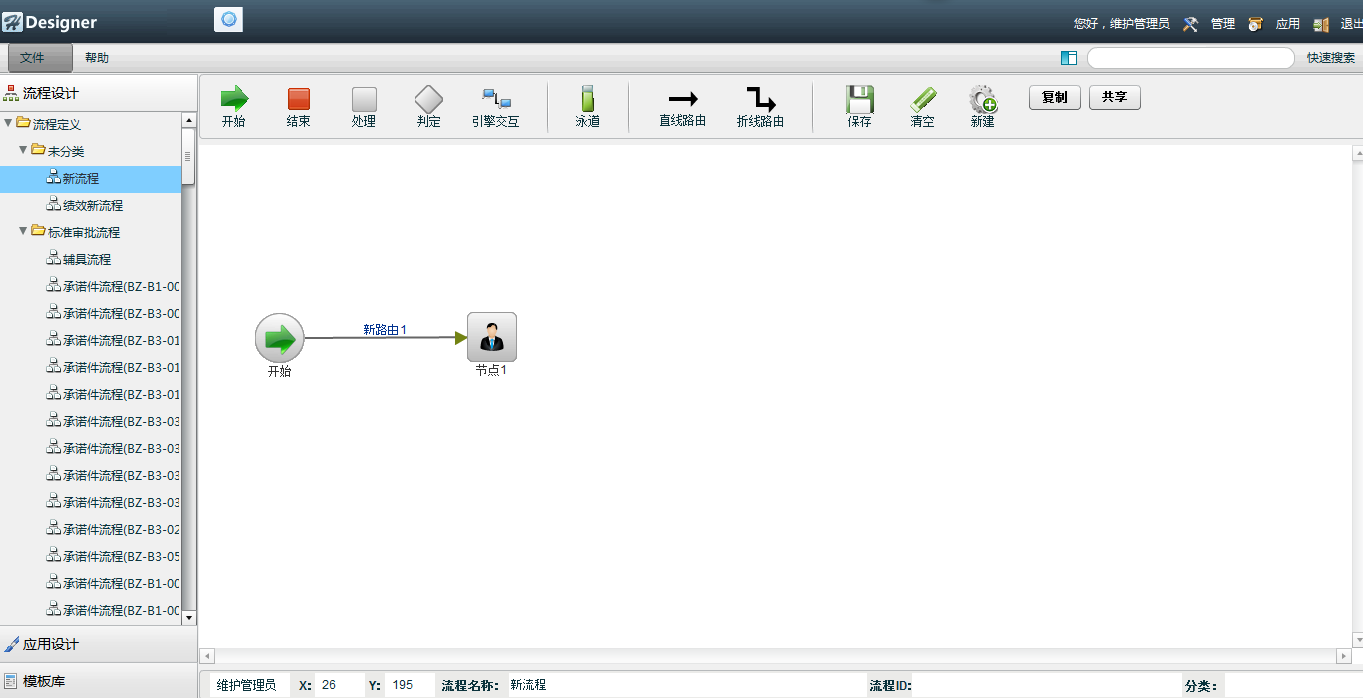 Designer
您好，维护管理员 管理 应用 退出
文件 帮助 快速搜索
流程设计
流程定义
未分类
新流程
绩效新流程
标准审批流程
辅具流程
承诺件流程(BZ-B1-00
承诺件流程(BZ-B3-00
承诺件流程(BZ-B3-01
承诺件流程(BZ-B3-01
承诺件流程(BZ-B3-01
承诺件流程(BZ-B3-03
承诺件流程(BZ-B3-03
承诺件流程(BZ-B3-03
承诺件流程(BZ-B3-03
承诺件流程(BZ-B3-02
承诺件流程(BZ-B3-05
承诺件流程(BZ-B1-00
承诺件流程(BZ-B1-00
应用设计
模板库
开始 结束 处理 判定 引擎交互 泳道 直线路由 折线路由 保存 清空 新建 复制 共享
新路由1
开始 节点1
维护管理员 X: 26 Y: 195 流程名称: 新流程 流程ID: 分类: